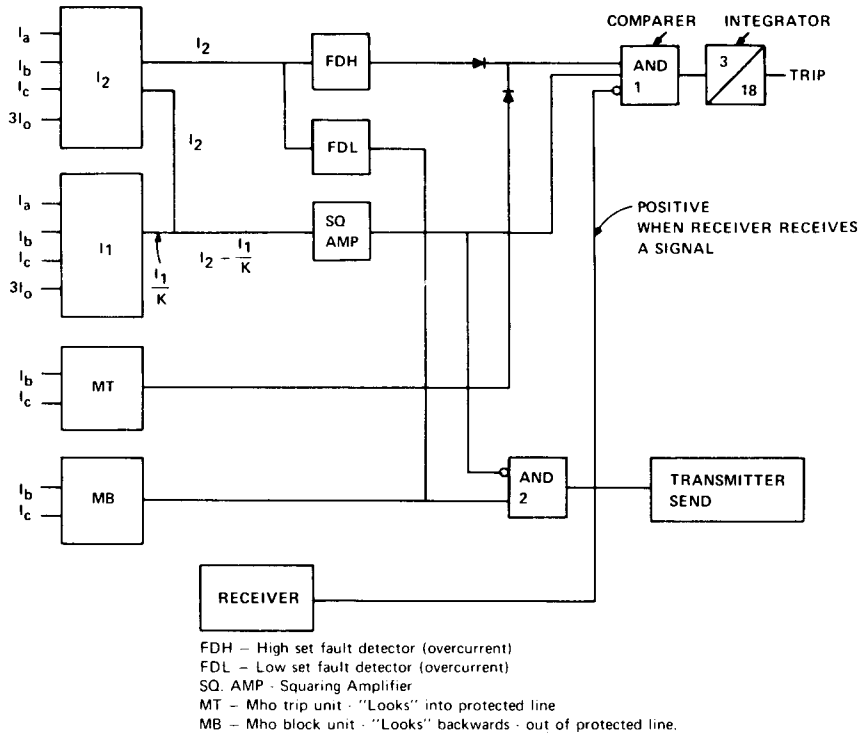 COMPARER
INTEGRATOR
Ia
Ib
Ic
3Io
I2
I2
I2
FDH
FDL
AND
1
3
18
TRIP
Ia
Ib
Ic
3Io
I1
I1
K
I2 – I1
K
SQ
AMP
POSITIVE
WHEN RECEIVER RECEIVES
A SIGNAL
Ib
Ic
MT
Ib
Ic
MB
AND
2
TRANSMITTER
SEND
RECEIVER
FDH – High set fault detector (overcurrent)
FDL – Low set fault detector (overcurrent)
SQ. AMP - Squaring Amplifier
MT – Mho trip unit - "Looks" into protected line
MB – Mho block unit - "Looks" backwards - out of protected line.